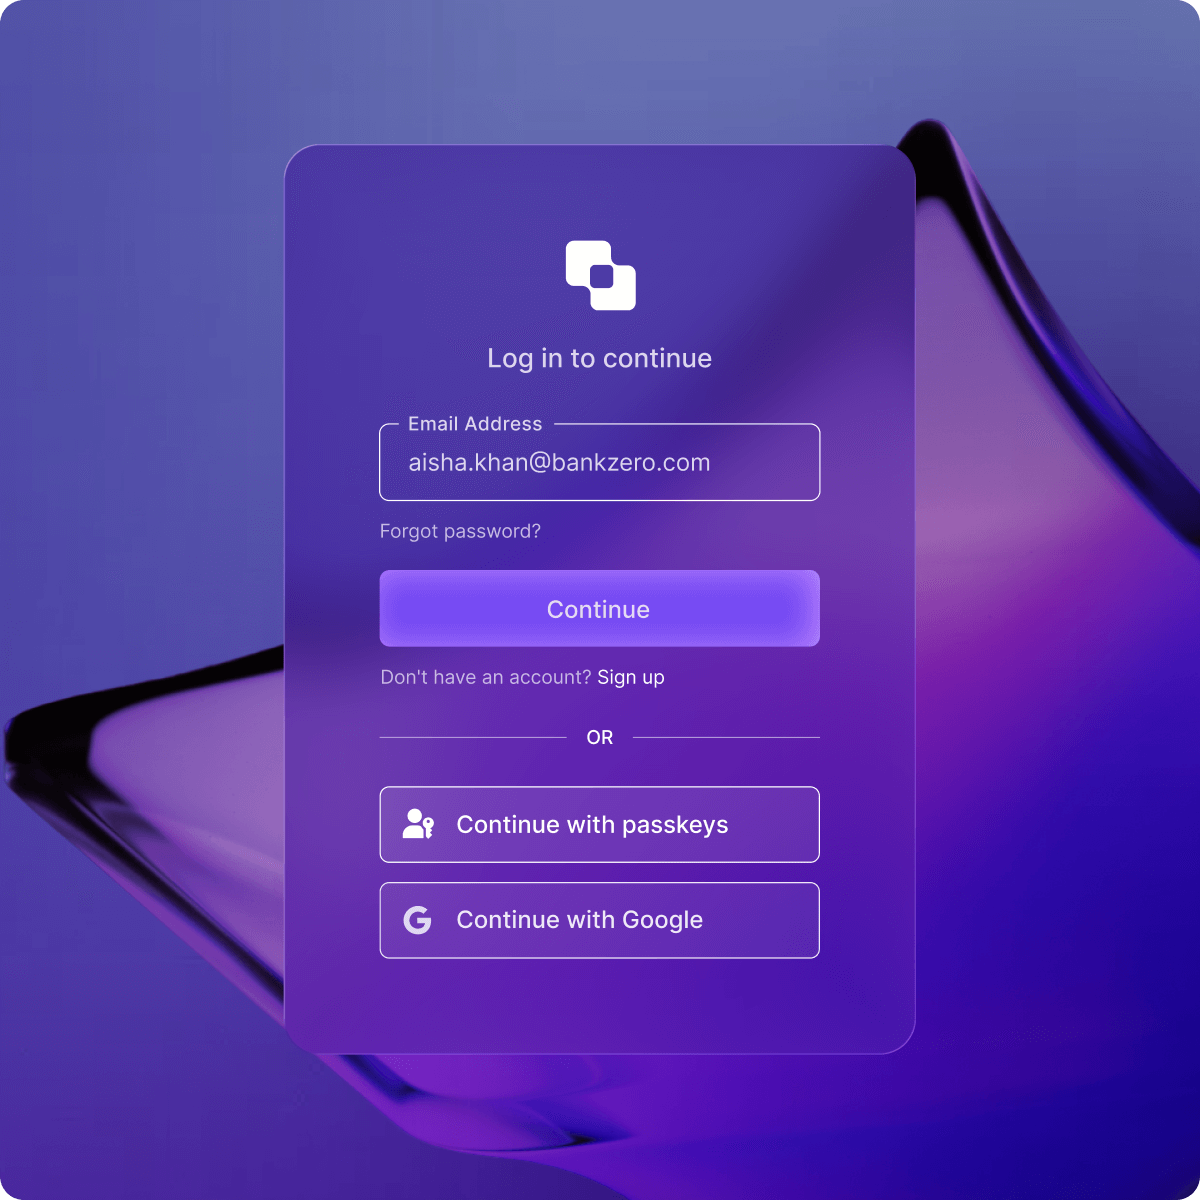 Log in to continue
Email Address
aisha.khan@bankzero.com
Forgot password?
Continue
Don't have an account? Sign up
OR
Continue with passkeys
Continue with Google